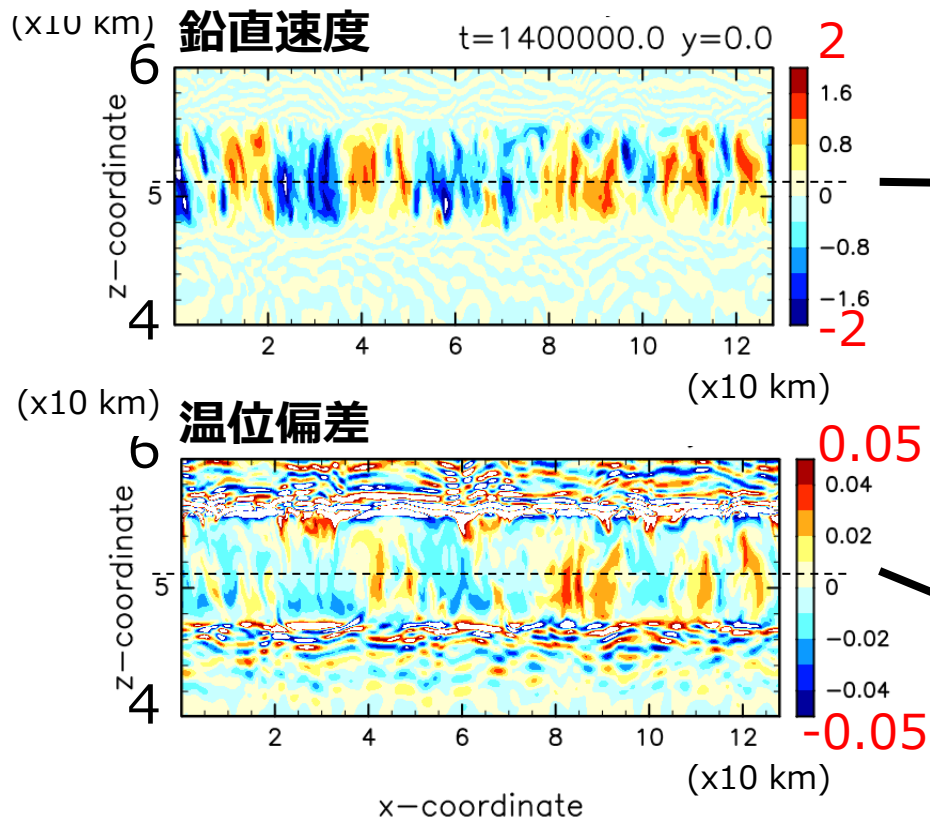 (x10 km) 鉛直速度 t=1400000.0 y=0.0 2
6
1.6
0.8
5
0
-0.8
-1.6
4
-2
z-coordinate
2 4 6 8 10 12
(x10 km)
(x10 km) 温位偏差
6
0.05
0.04
0.02
5
0
-0.02
-0.04
4
-0.05
z-coordinate
2 4 6 8 10 12
(x10 km)
x-coordinate